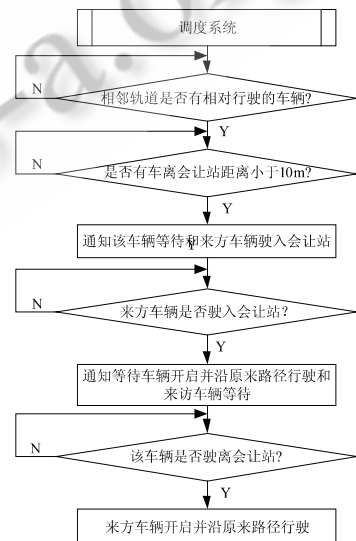 调度系统
N
相邻轨道是否有相对行驶的车辆?
Y
N
是否有车离会让站距离小于10m?
Y
通知该车辆等待和来方车辆驶入会让站
Y
N
来方车辆是否驶入会让站?
Y
通知等待车辆开启并沿原来路径行驶和
来访车辆等待
N
该车辆是否驶离会让站?
Y
来方车辆开启并沿原来路径行驶